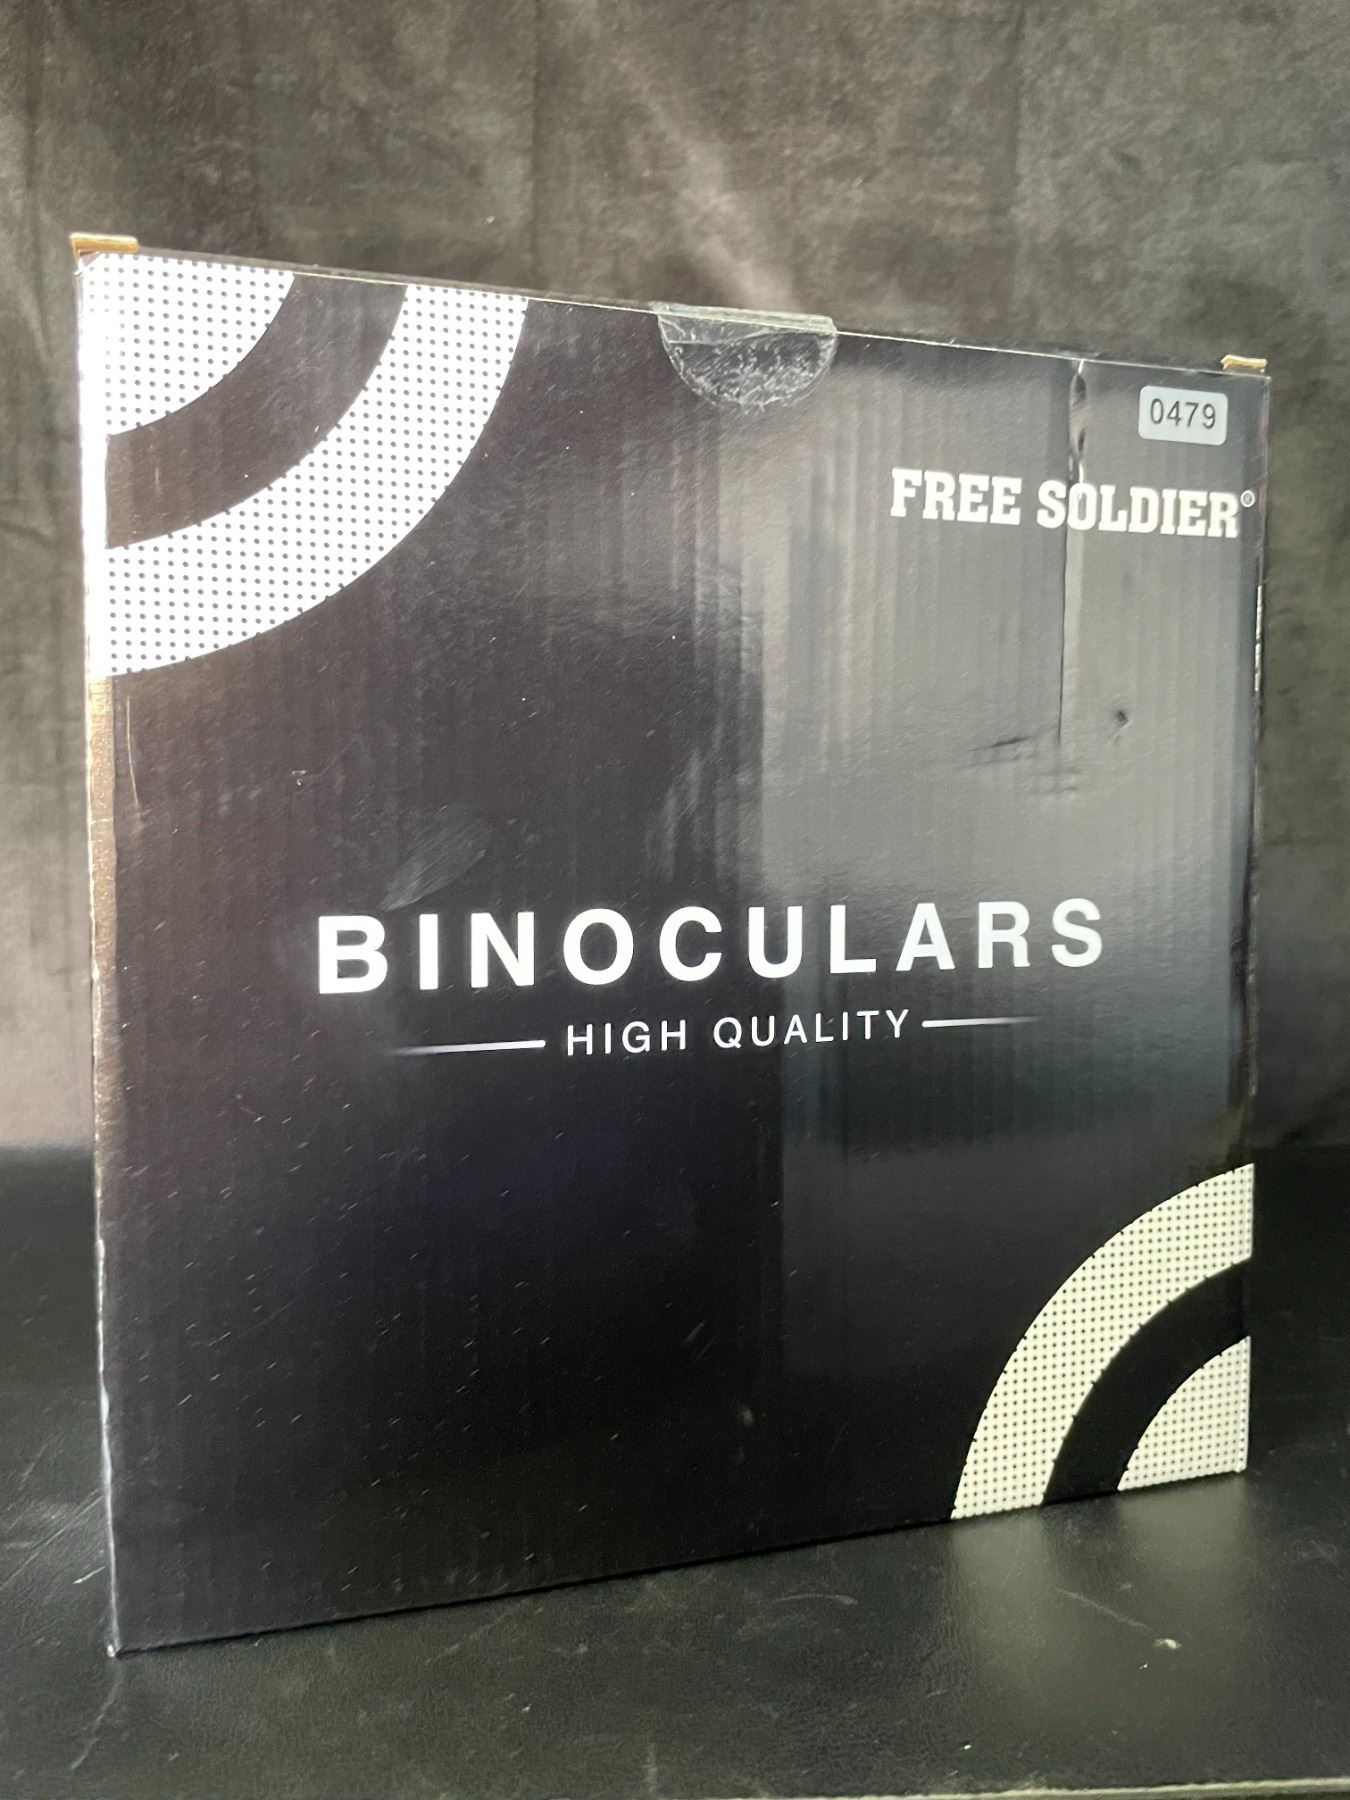 0479
FREE SOLDIER®
BINOCULARS
HIGH QUALITY